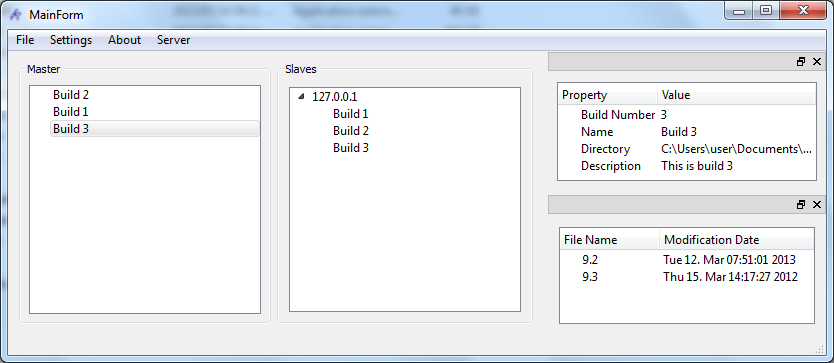 MainForm
File Settings About Server
Master
Build 2
Build 1
Build 3
Slaves
127.0.0.1
Build 1
Build 2
Build 3
Property Value
Build Number 3
Name Build 3
Directory C:\Users\user\Documents\...
Description This is build 3
File Name Modification Date
9.2 Tue 12. Mar 07:51:01 2013
9.3 Thu 15. Mar 14:17:27 2012